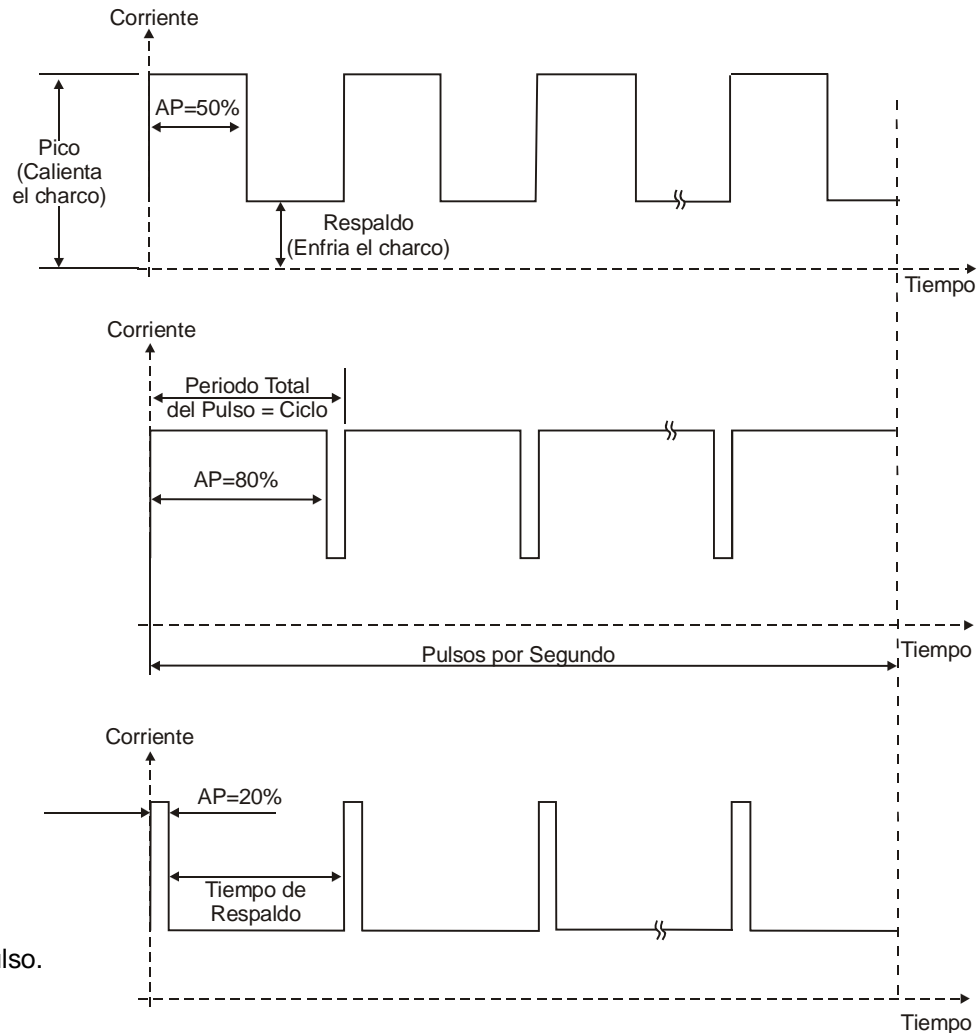 Corriente
AP=50%
Pico
(Calienta
el charco)
Respaldo
(Enfria el charco)
Tiempo
Corriente
Periodo Total
del Pulso = Ciclo
AP=80%
Tiempo
Pulsos por Segundo
Corriente
AP=20%
Tiempo de
Respaldo
lso.
Tiempo